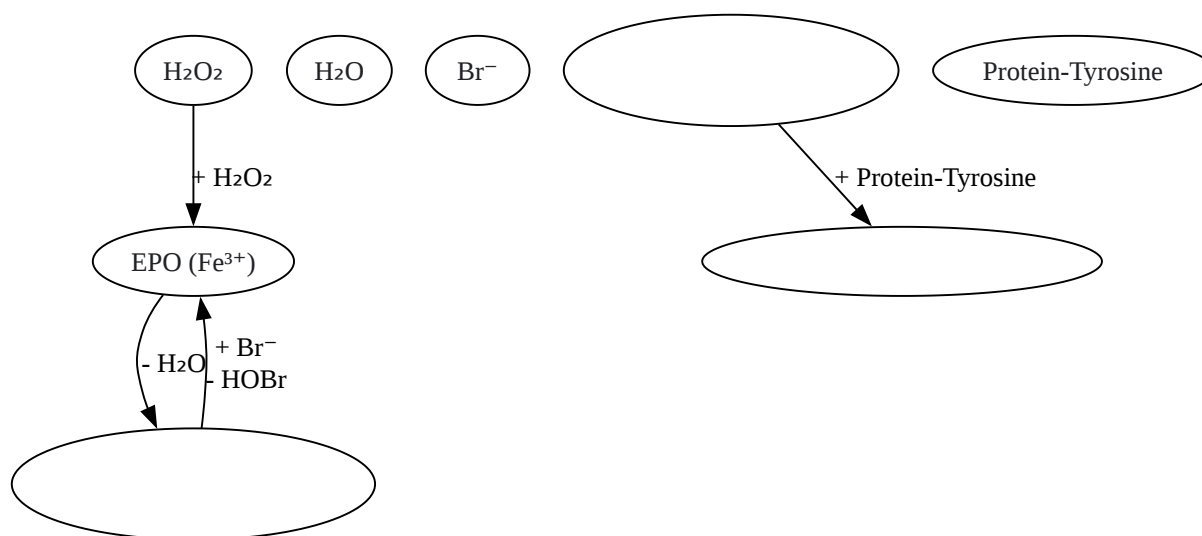 H₂O₂
H₂O
Br⁻
Protein-Tyrosine
+ H₂O₂
+ Protein-Tyrosine
EPO (Fe³⁺)
- H₂O
+ Br⁻
- HOBr